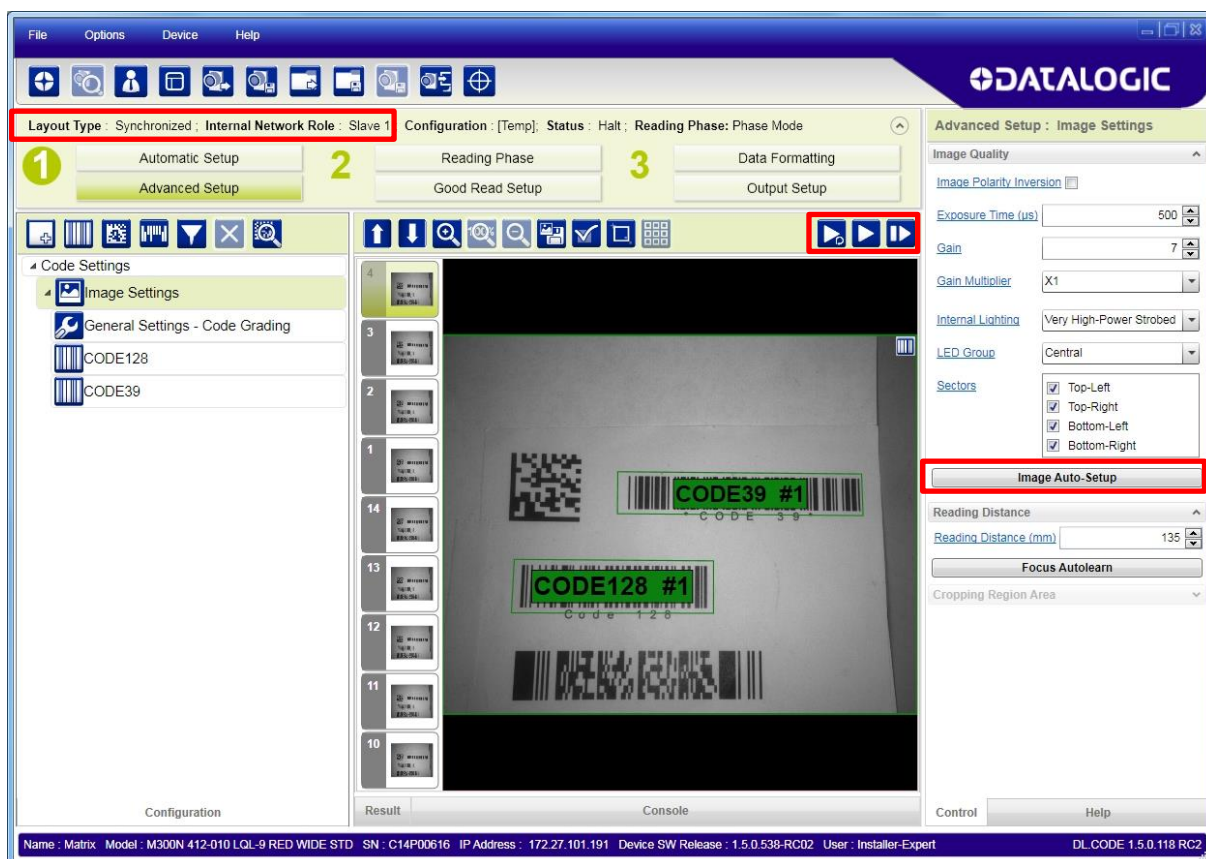 File Options Device Help
DATALOGIC
Layout Type : Synchronized ; Internal Network Role : Slave 1 Configuration : [Temp]; Status : Halt ; Reading Phase: Phase Mode
1 Automatic Setup 2 Reading Phase 3 Data Formatting
Advanced Setup Good Read Setup Output Setup
Code Settings
Image Settings
General Settings - Code Grading
CODE128
CODE39
Configuration
4
3
2
1
14
13
12
11
10
CODE39 #1
* CODE 39 *
CODE128 #1
Code 128
Result Console
Advanced Setup : Image Settings
Image Quality
Image Polarity Inversion
Exposure Time (µs) 500
Gain 7
Gain Multiplier X1
Internal Lighting Very High-Power Strobed
LED Group Central
Sectors Top-Left
Top-Right
Bottom-Left
Bottom-Right
Image Auto-Setup
Reading Distance
Reading Distance (mm) 135
Focus Autolearn
Cropping Region Area
Control Help
Name : Matrix Model : M300N 412-010 LQL-9 RED WIDE STD SN : C14P00616 IP Address : 172.27.101.191 Device SW Release : 1.5.0.538-RC02 User : Installer-Expert DL.CODE 1.5.0.118 RC2